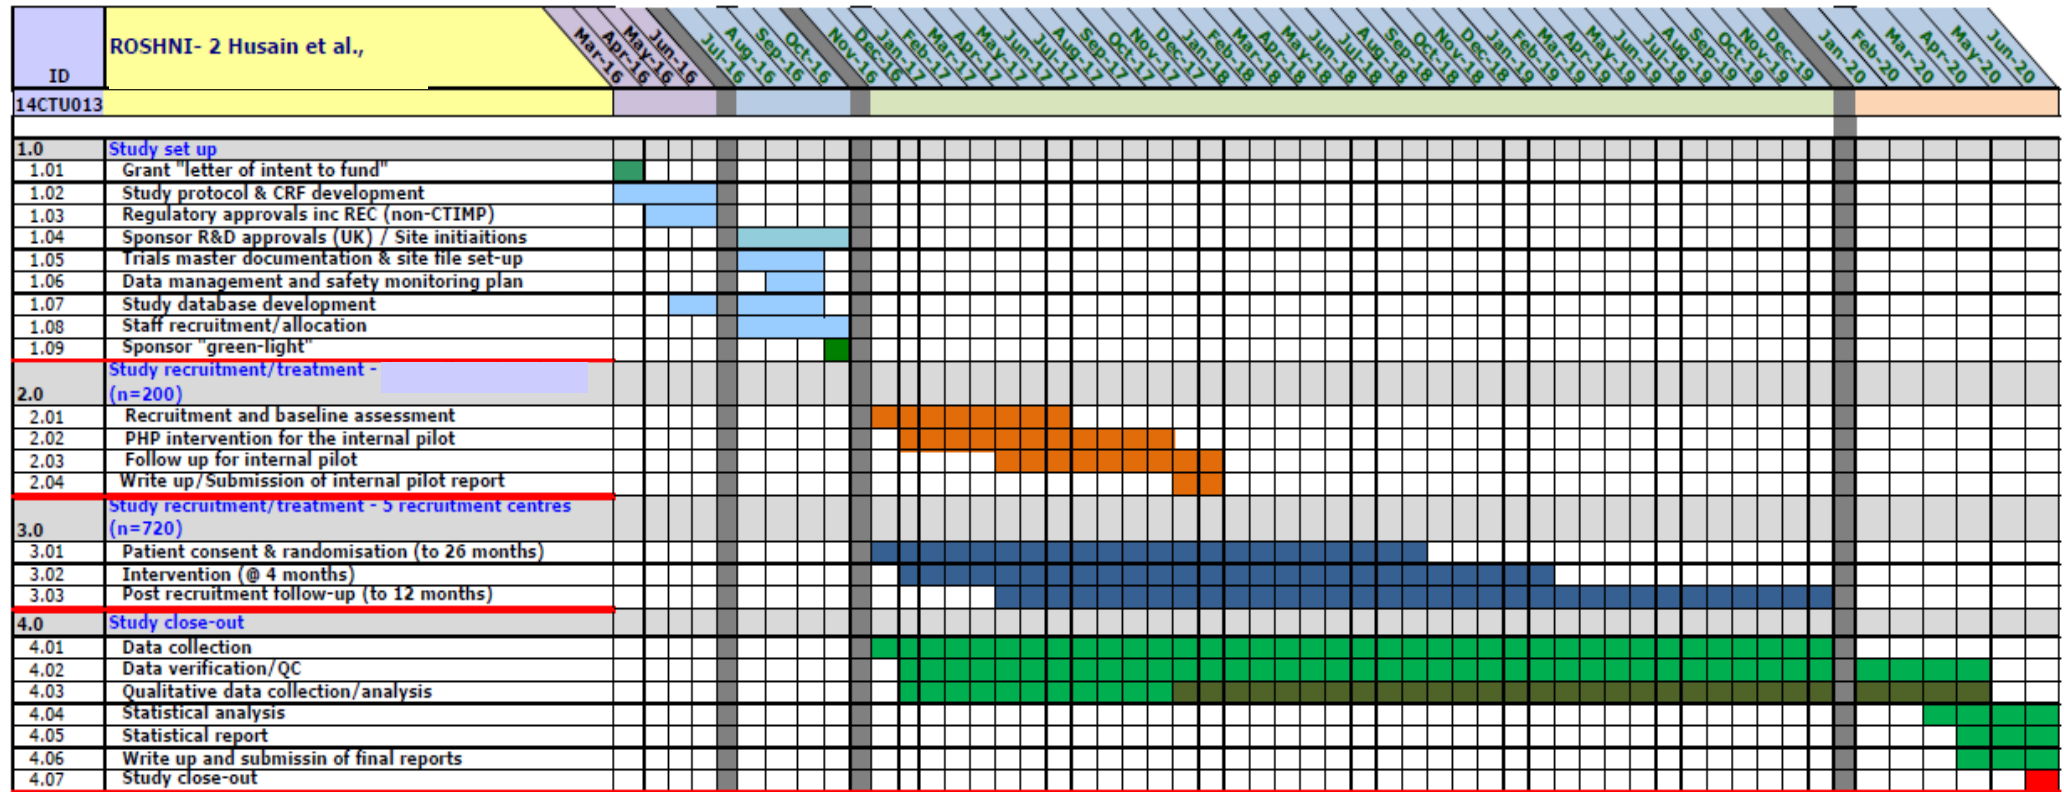 ROSHNI- 2 Husain et al.,
ID
Mar-16 Apr-16 May-16 Jun-16 Jul-16 Aug-16 Sep-16 Oct-16 Nov-16 Dec-16 Jan-17 Feb-17 Mar-17 Apr-17 May-17 Jun-17 Jul-17 Aug-17 Sep-17 Oct-17 Nov-17 Dec-17 Jan-18 Feb-18 Mar-18 Apr-18 May-18 Jun-18 Jul-18 Aug-18 Sep-18 Oct-18 Nov-18 Dec-18 Jan-19 Feb-19 Mar-19 Apr-19 May-19 Jun-19 Jul-19 Aug-19 Sep-19 Oct-19 Nov-19 Dec-19 Jan-20 Feb-20 Mar-20 Apr-20 May-20 Jun-20
14CTU013
1.0 Study set up
1.01 Grant "letter of intent to fund"
1.02 Study protocol & CRF development
1.03 Regulatory approvals inc REC (non-CTIMP)
1.04 Sponsor R&D approvals (UK) / Site initiaitions
1.05 Trials master documentation & site file set-up
1.06 Data management and safety monitoring plan
1.07 Study database development
1.08 Staff recruitment/allocation
1.09 Sponsor "green-light"
Study recruitment/treatment -
2.0 (n=200)
2.01 Recruitment and baseline assessment
2.02 PHP intervention for the internal pilot
2.03 Follow up for internal pilot
2.04 Write up/Submission of internal pilot report
Study recruitment/treatment - 5 recruitment centres
3.0 (n=720)
3.01 Patient consent & randomisation (to 26 months)
3.02 Intervention (@ 4 months)
3.03 Post recruitment follow-up (to 12 months)
4.0 Study close-out
4.01 Data collection
4.02 Data verification/QC
4.03 Qualitative data collection/analysis
4.04 Statistical analysis
4.05 Statistical report
4.06 Write up and submissin of final reports
4.07 Study close-out